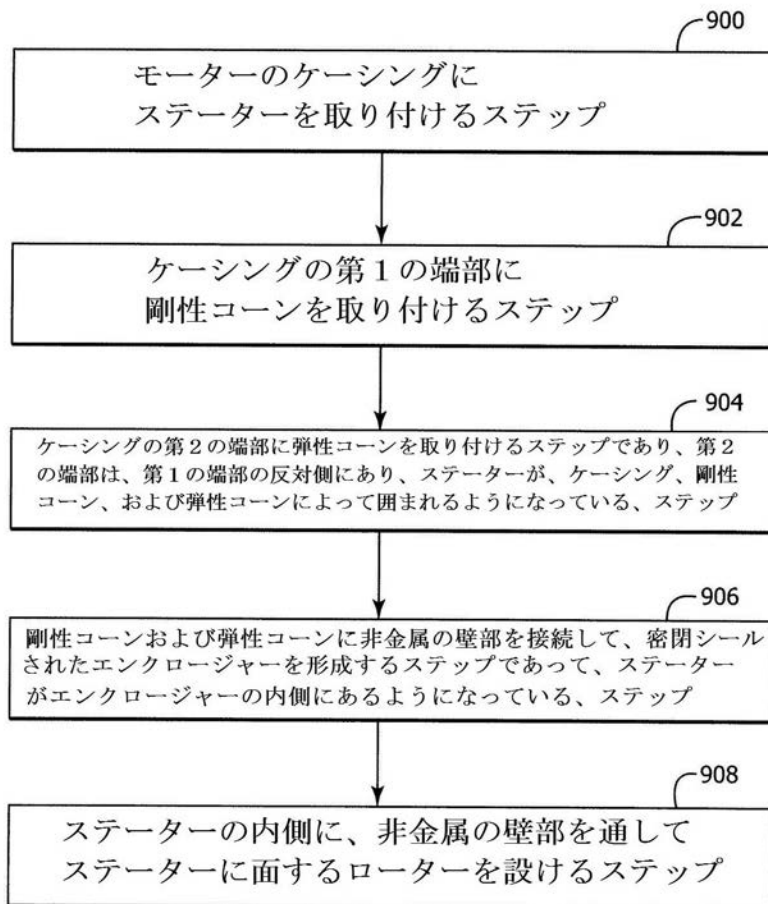 900
モーターのケーシングに
ステーターを取り付けるステップ
902
ケーシングの第１の端部に
剛性コーンを取り付けるステップ
904
ケーシングの第２の端部に弾性コーンを取り付けるステップであり、第２
の端部は、第１の端部の反対側にあり、ステーターが、ケーシング、剛性
コーン、および弾性コーンによって囲まれるようになっている、ステップ
906
剛性コーンおよび弾性コーンに非金属の壁部を接続して、密閉シール
されたエンクロージャーを形成するステップであって、ステーター
がエンクロージャーの内側にあるようになっている、ステップ
908
ステーターの内側に、非金属の壁部を通して
ステーターに面するローターを設けるステップ